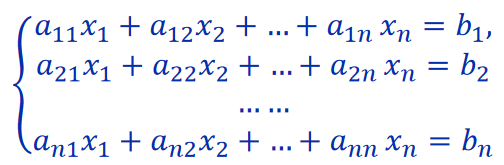 a₁₁x₁ + a₁₂x₂ + ... + a₁ₙ xₙ = b₁,
a₂₁x₁ + a₂₂x₂ + ... + a₂ₙ xₙ = b₂
... ...
aₙ₁x₁ + aₙ₂x₂ + ... + aₙₙ xₙ = bₙ